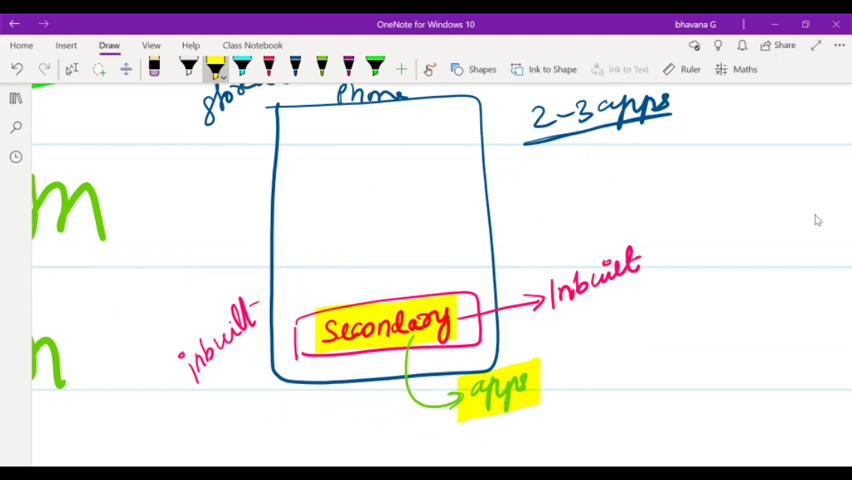 OneNote for Windows 10
bhavana G
Home Insert Draw View Help Class Notebook
Share
Shapes
Ink to Shape
Ink to Text
Ruler
Maths
Phone
2-3 apps
m
Inbuilt
inbuilt
Secondary
n
apps